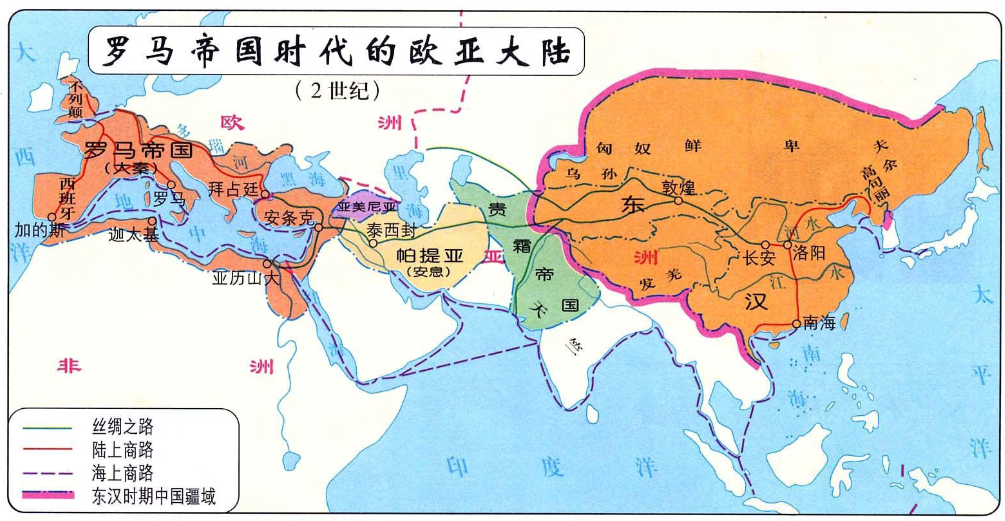 罗马帝国时代的欧亚大陆
（2世纪）
大
西
洋
不列颠
欧
洲
多
瑙
河
罗马帝国
（大秦）
西班牙
罗马
拜占廷
黑海
里
海
亚美尼亚
地
中
海
加的斯
迦太基
安条克
泰西封
帕提亚
（安息）
亚历山大
贵
霜
帝
国
亚
洲
匈奴
鲜
卑
夫余
高句丽
乌孙
敦煌
东
汉
河水
长安
洛阳
发羌
江
水
南海
天
竺
红
海
非
洲
南
海
太
平
洋
印
度
洋
丝绸之路
陆上商路
海上商路
东汉时期中国疆域